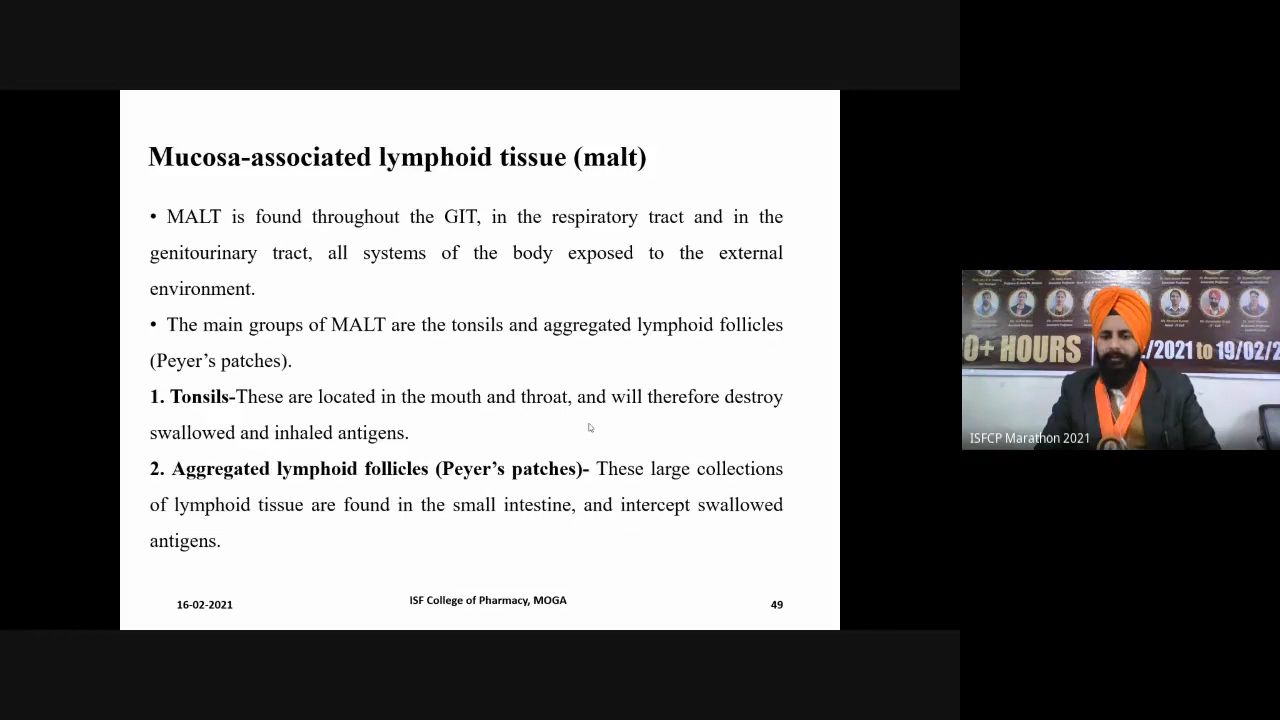 Mucosa-associated lymphoid tissue (malt)
• MALT is found throughout the GIT, in the respiratory tract and in the
genitourinary tract, all systems of the body exposed to the external
environment.
• The main groups of MALT are the tonsils and aggregated lymphoid follicles
(Peyer’s patches).
1. Tonsils-These are located in the mouth and throat, and will therefore destroy
swallowed and inhaled antigens.
2. Aggregated lymphoid follicles (Peyer’s patches)- These large collections
of lymphoid tissue are found in the small intestine, and intercept swallowed
antigens.
16-02-2021
ISF College of Pharmacy, MOGA
49
0+ HOURS
/2021 to 19/02/2
ISFCP Marathon 2021